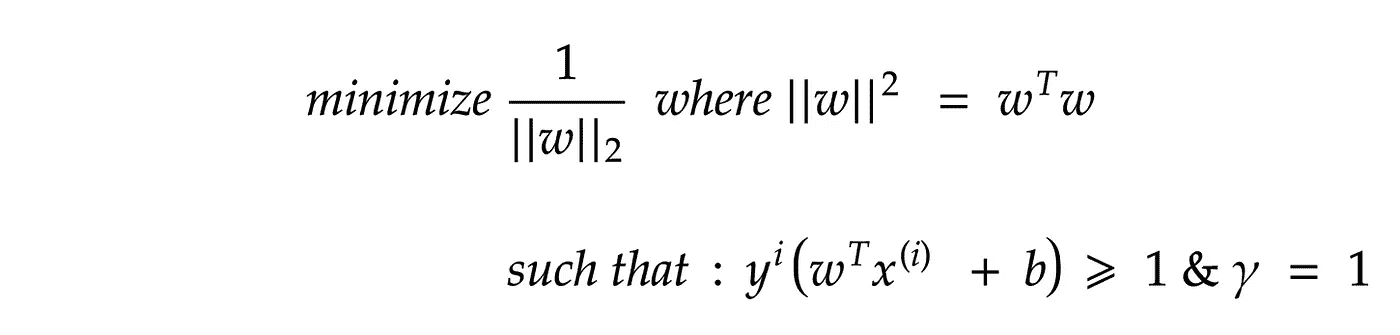 minimize 1/||w||₂ where ||w||² = wᵀw
such that : yⁱ(wᵀx⁽ⁱ⁾ + b) ⩾ 1 & γ = 1